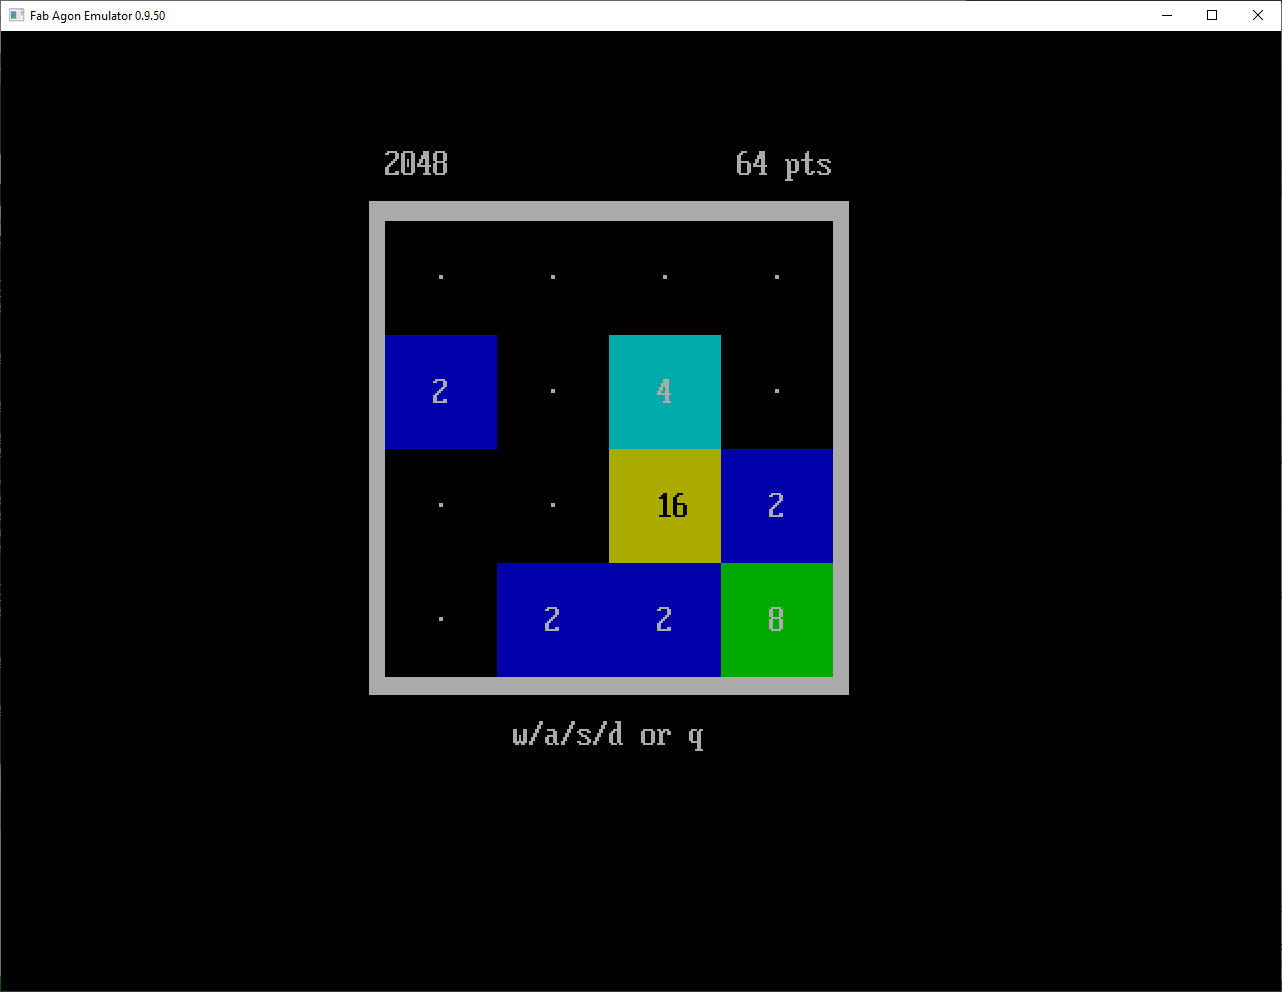 Fab Agon Emulator 0.9.50
2048 64 pts
. . . .
2 . 4 .
. . 16 2
. 2 2 8
w/a/s/d or q